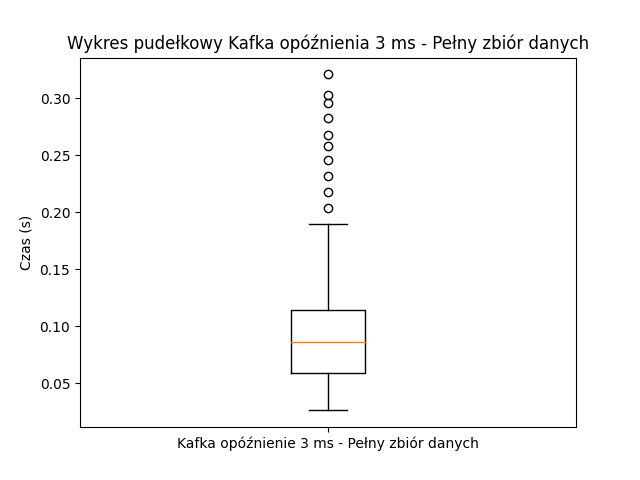 Wykres pudełkowy Kafka opóźnienia 3 ms - Pełny zbiór danych
0.30
0.25
0.20
0.15
0.10
0.05
Czas (s)
Kafka opóźnienie 3 ms - Pełny zbiór danych